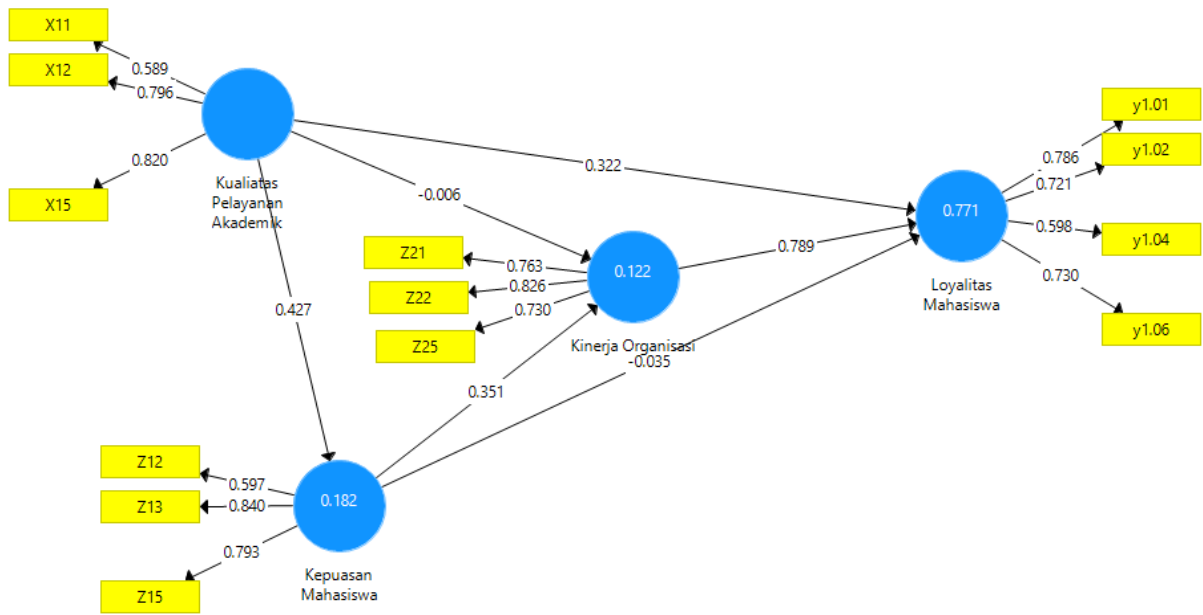 X11
X12
X15
0.589
0.796
0.820
Kualiatas
Pelayanan
Akademik
0.322
-0.006
0.427
Z21
Z22
Z25
0.763
0.826
0.730
0.122
Kinerja Organisasi
0.789
-0.035
0.351
Z12
Z13
Z15
0.597
0.840
0.793
0.182
Kepuasan
Mahasiswa
0.771
Loyalitas
Mahasiswa
0.786
0.721
0.598
0.730
y1.01
y1.02
y1.04
y1.06